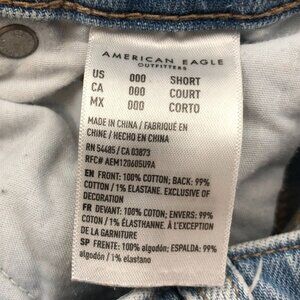 AMERICAN EAGLE
OUTFITTERS
US 000 SHORT
CA 000 COURT
MX 000 CORTO
MADE IN CHINA / FABRIQUÉ EN
CHINE / HECHO EN CHINA
RN 54485 / CA 03873
RFC# AEM120605U9A
EN FRONT: 100% COTTON; BACK: 99%
COTTON / 1% ELASTANE. EXCLUSIVE OF
DECORATION
FR DEVANT: 100% COTON; ENVERS: 99%
COTON / 1% ÉLASTHANNE. À L'EXCEPTION
DE LA GARNITURE
SP FRENTE: 100% algodón; ESPALDA: 99%
algodón / 1% elastano